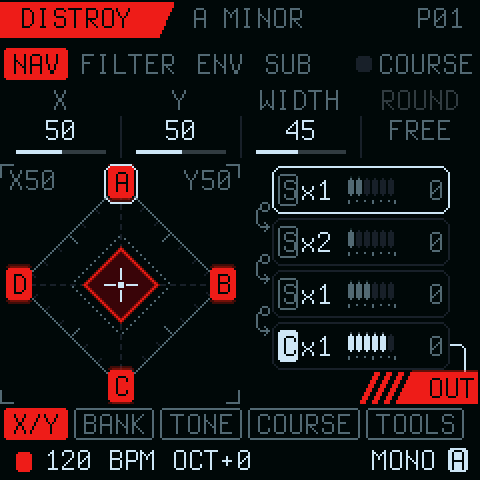 DISTROY A MINOR P01
NAV FILTER ENV SUB COURSE
X Y WIDTH ROUND
50 50 45 FREE
X50 A Y50
S x1 0
S x2 0
D B
S x1 0
C x1 0
C
OUT
X/Y BANK TONE COURSE TOOLS
120 BPM OCT+0 MONO A